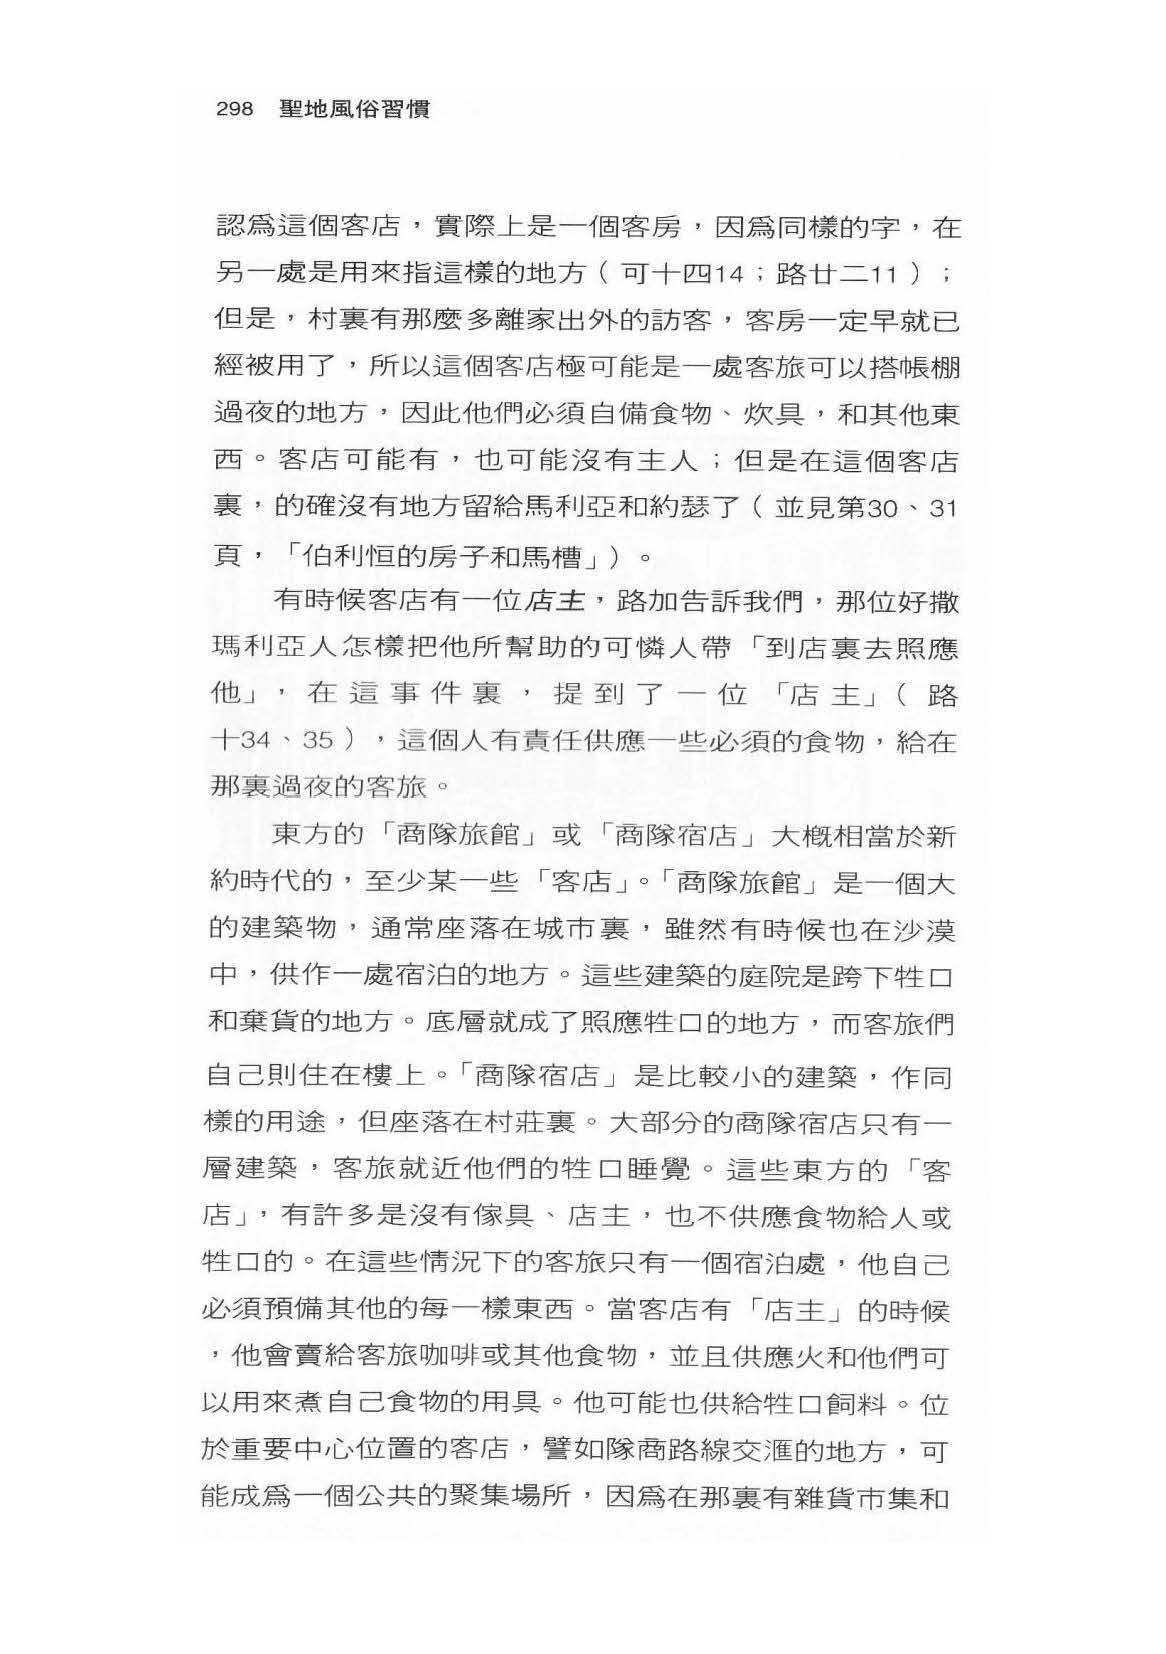 298 聖地風俗習慣
認爲這個客店，實際上是一個客房，因爲同樣的字，在
另一處是用來指這樣的地方（可十四14；路廿二11）；
但是，村裏有那麼多離家出外的訪客，客房一定早就已
經被用了，所以這個客店極可能是一處客旅可以搭帳棚
過夜的地方，因此他們必須自備食物、炊具，和其他東
西。客店可能有，也可能沒有主人；但是在這個客店
裏，的確沒有地方留給馬利亞和約瑟了（並見第30、31
頁，「伯利恒的房子和馬槽」）。
有時候客店有一位店主，路加告訴我們，那位好撒
瑪利亞人怎樣把他所幫助的可憐人帶「到店裏去照應
他」，在這事件裏，提到了一位「店主」（路
十34、35），這個人有責任供應一些必須的食物，給在
那裏過夜的客旅。
東方的「商隊旅館」或「商隊宿店」大概相當於新
約時代的，至少某一些「客店」。「商隊旅館」是一個大
的建築物，通常座落在城市裏，雖然有時候也在沙漠
中，供作一處宿泊的地方。這些建築的庭院是跨下牲口
和棄貨的地方。底層就成了照應牲口的地方，而客旅們
自己則住在樓上。「商隊宿店」是比較小的建築，作同
樣的用途，但座落在村莊裏。大部分的商隊宿店只有一
層建築，客旅就近他們的牲口睡覺。這些東方的「客
店」，有許多是沒有傢具、店主，也不供應食物給人或
牲口的。在這些情況下的客旅只有一個宿泊處，他自己
必須預備其他的每一樣東西。當客店有「店主」的時候
，他會賣給客旅咖啡或其他食物，並且供應火和他們可
以用來煮自己食物的用具。他可能也供給牲口飼料。位
於重要中心位置的客店，譬如隊商路線交滙的地方，可
能成爲一個公共的聚集場所，因爲在那裏有雜貨市集和